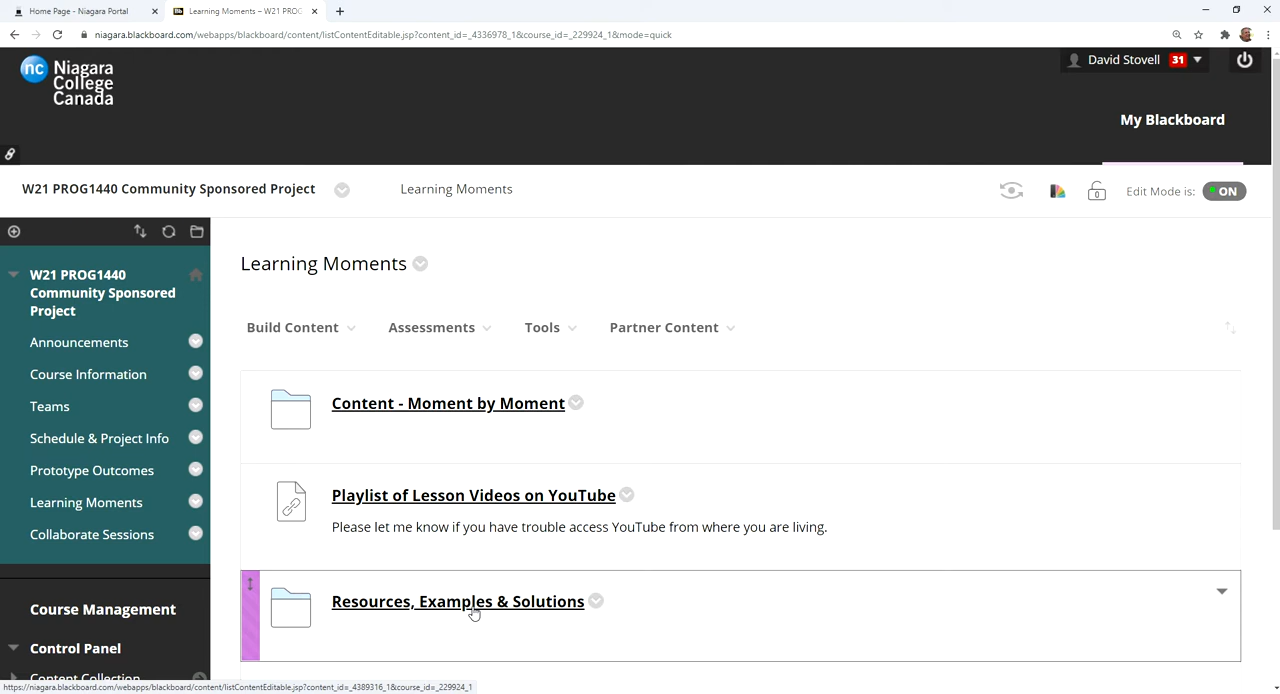 Home Page - Niagara Portal
Learning Moments – W21 PROG
niagara.blackboard.com/webapps/blackboard/content/listContentEditable.jsp?content_id=_4336978_1&course_id=_229924_1&mode=quick
nc Niagara
College
Canada
David Stovell 31
My Blackboard
W21 PROG1440 Community Sponsored Project
Learning Moments
0
Edit Mode is: ON
W21 PROG1440
Community Sponsored
Project
Announcements
Course Information
Teams
Schedule & Project Info
Prototype Outcomes
Learning Moments
Collaborate Sessions
Course Management
Control Panel
Content Collection
Learning Moments
Build Content
Assessments
Tools
Partner Content
Content - Moment by Moment
Playlist of Lesson Videos on YouTube
Please let me know if you have trouble access YouTube from where you are living.
Resources, Examples & Solutions
https://niagara.blackboard.com/webapps/blackboard/content/listContentEditable.jsp?content_id=_4389316_1&course_id=_229924_1